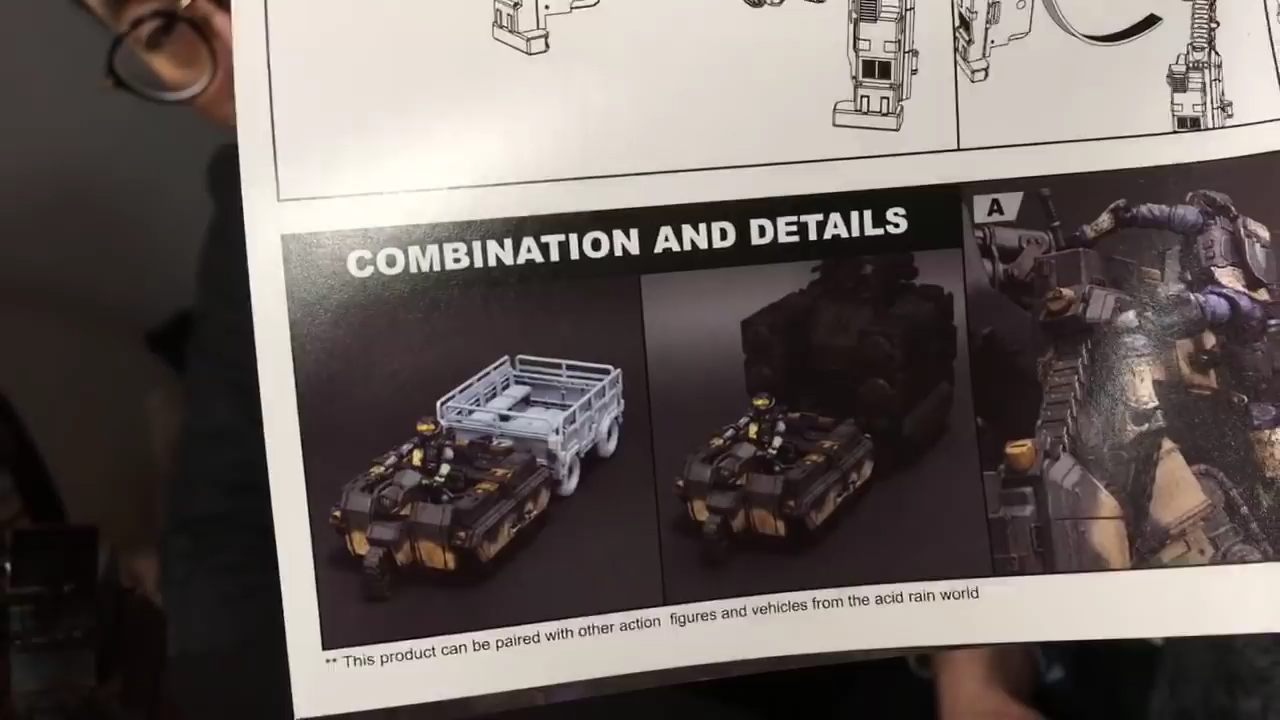 COMBINATION AND DETAILS
A
** This product can be paired with other action figures and vehicles from the acid rain world